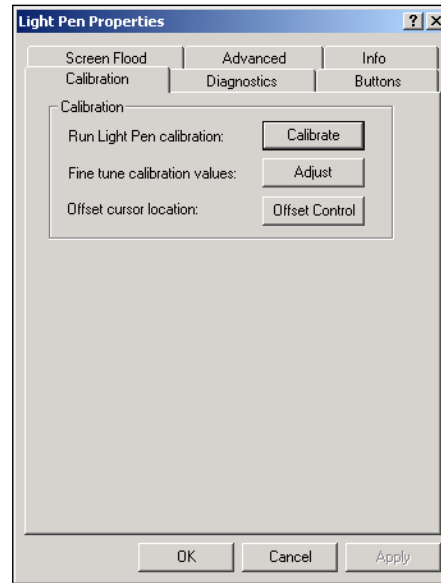 Light Pen Properties
Screen Flood Advanced Info
Calibration Diagnostics Buttons
Calibration
Run Light Pen calibration: Calibrate
Fine tune calibration values: Adjust
Offset cursor location: Offset Control
OK Cancel Apply